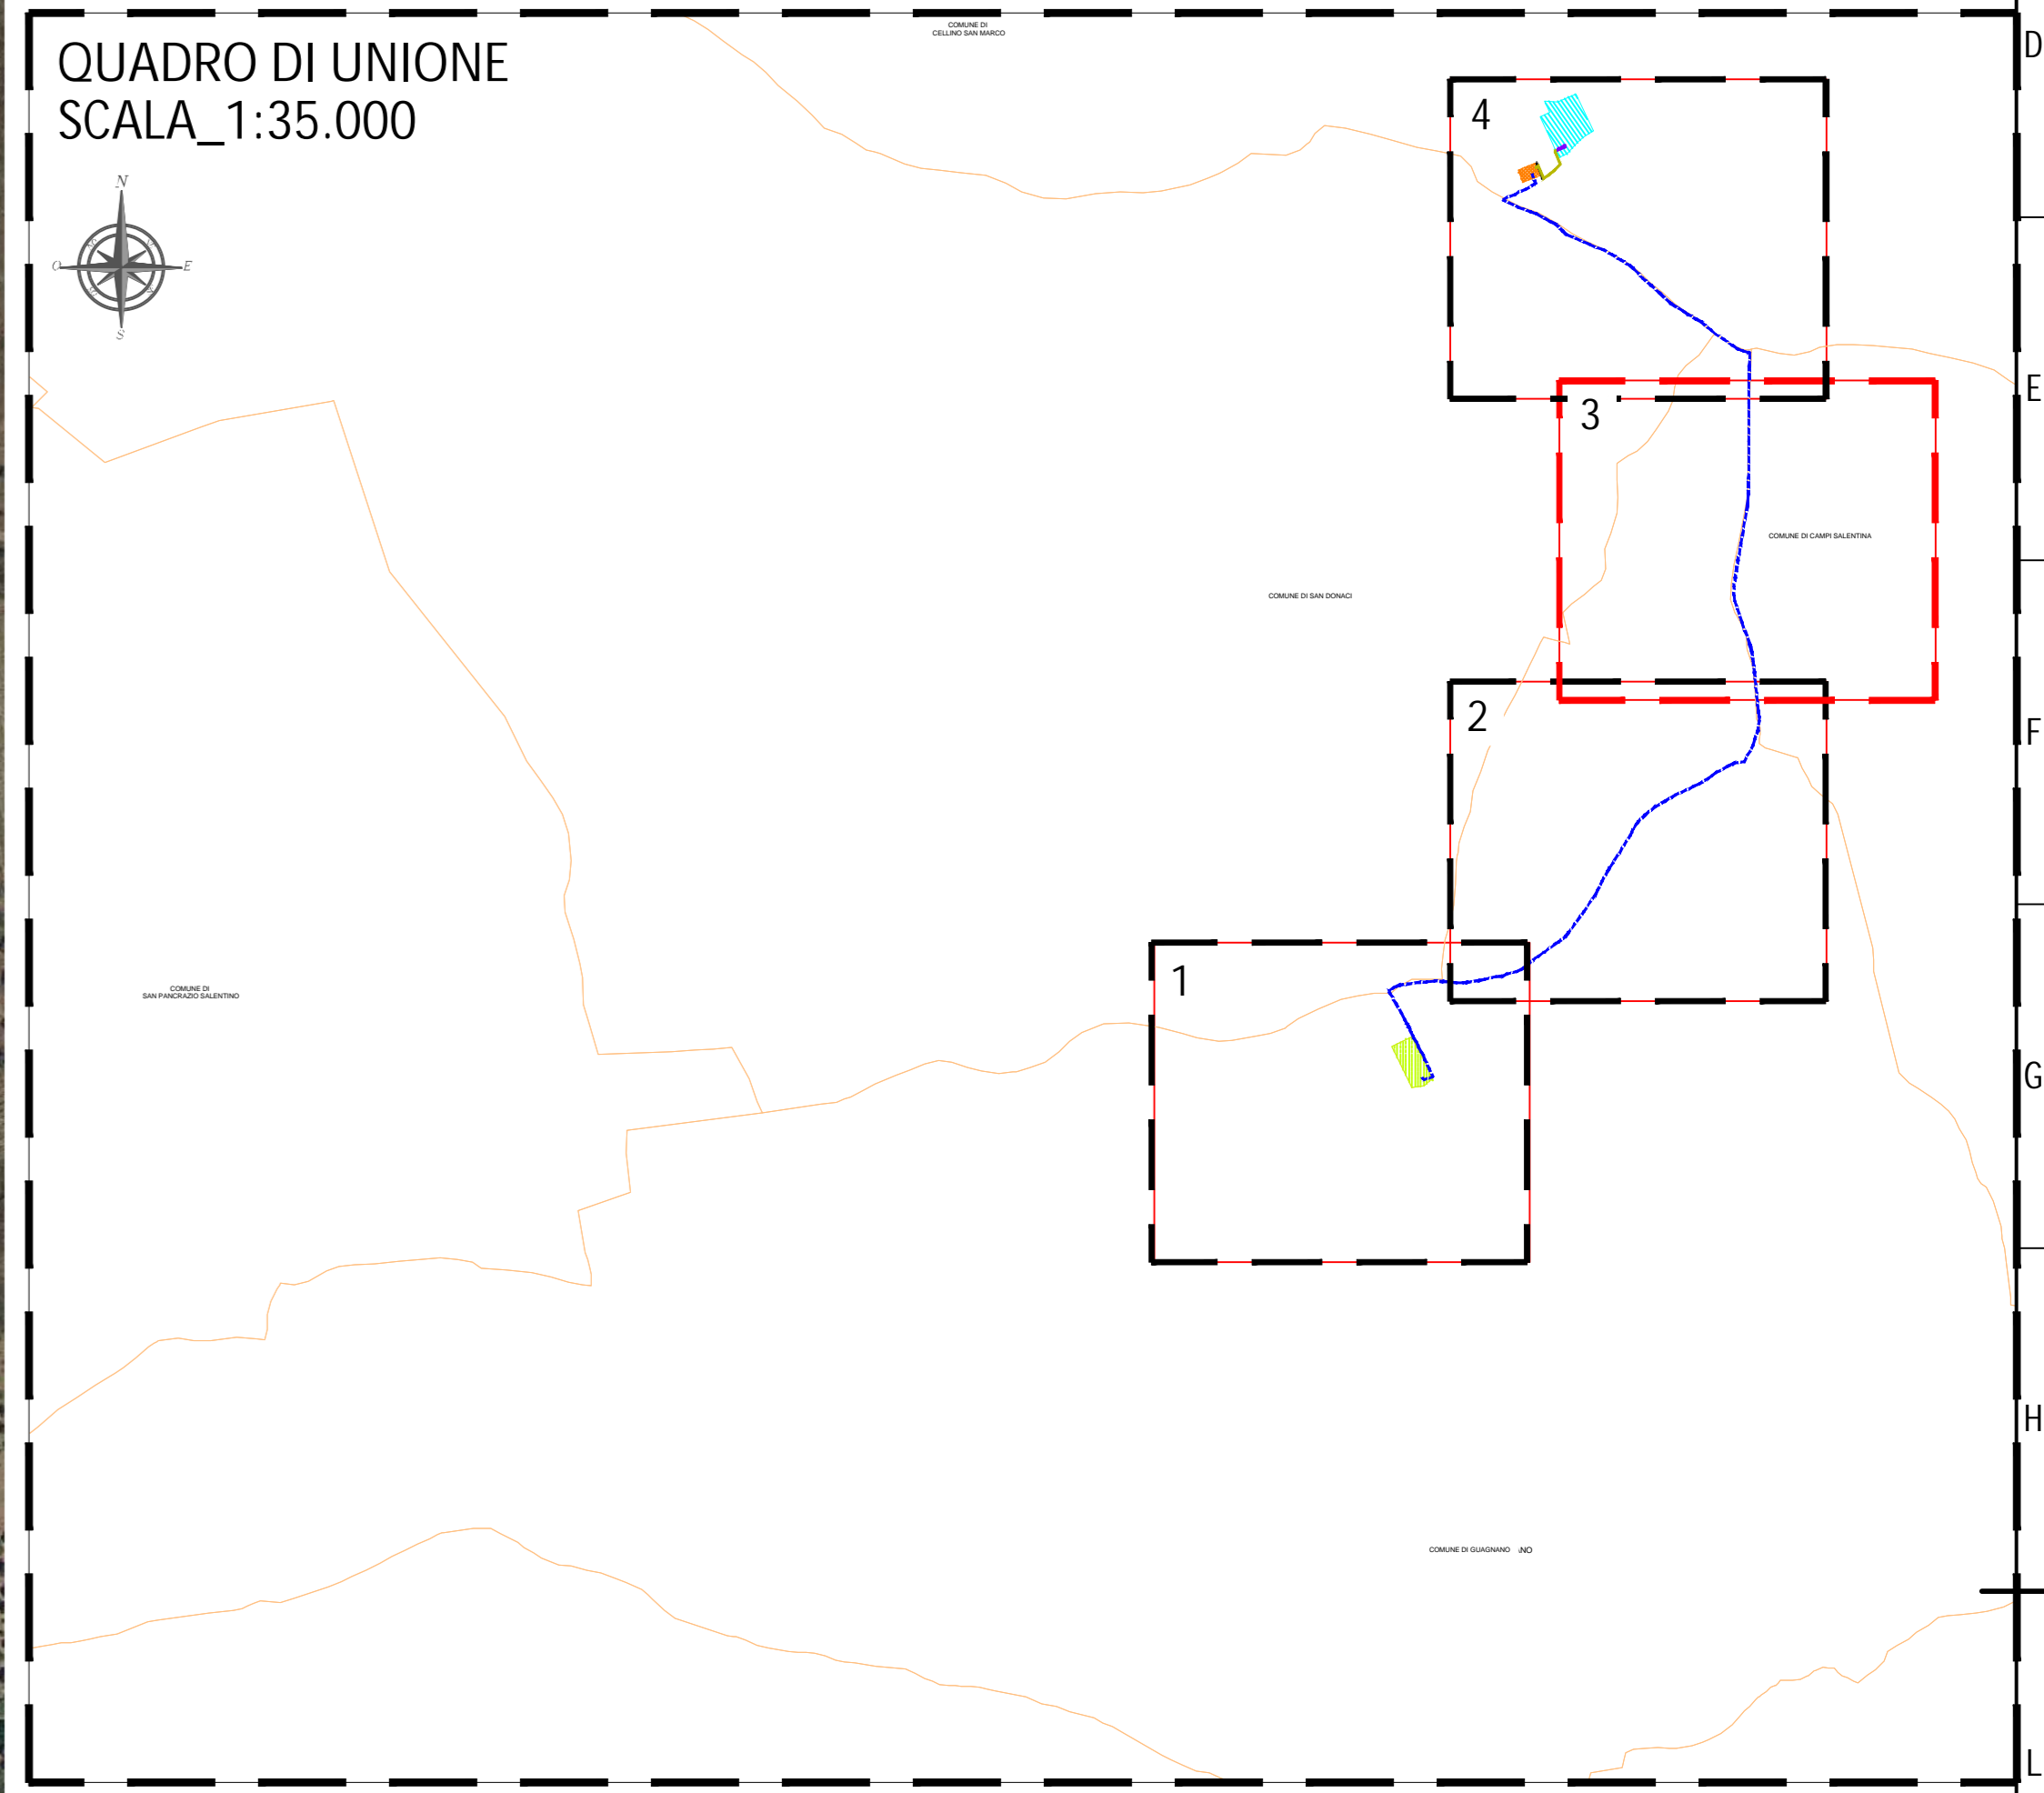 COMUNE DI
CELLINO SAN MARCO
QUADRO DI UNIONE
SCALA_1:35.000
N
O
E
S
4
3
COMUNE DI CAMPI SALENTINA
COMUNE DI SAN DONACI
2
1
COMUNE DI
SAN PANCRAZIO SALENTINO
COMUNE DI GUAGNANO
NO
D
E
F
G
H
L